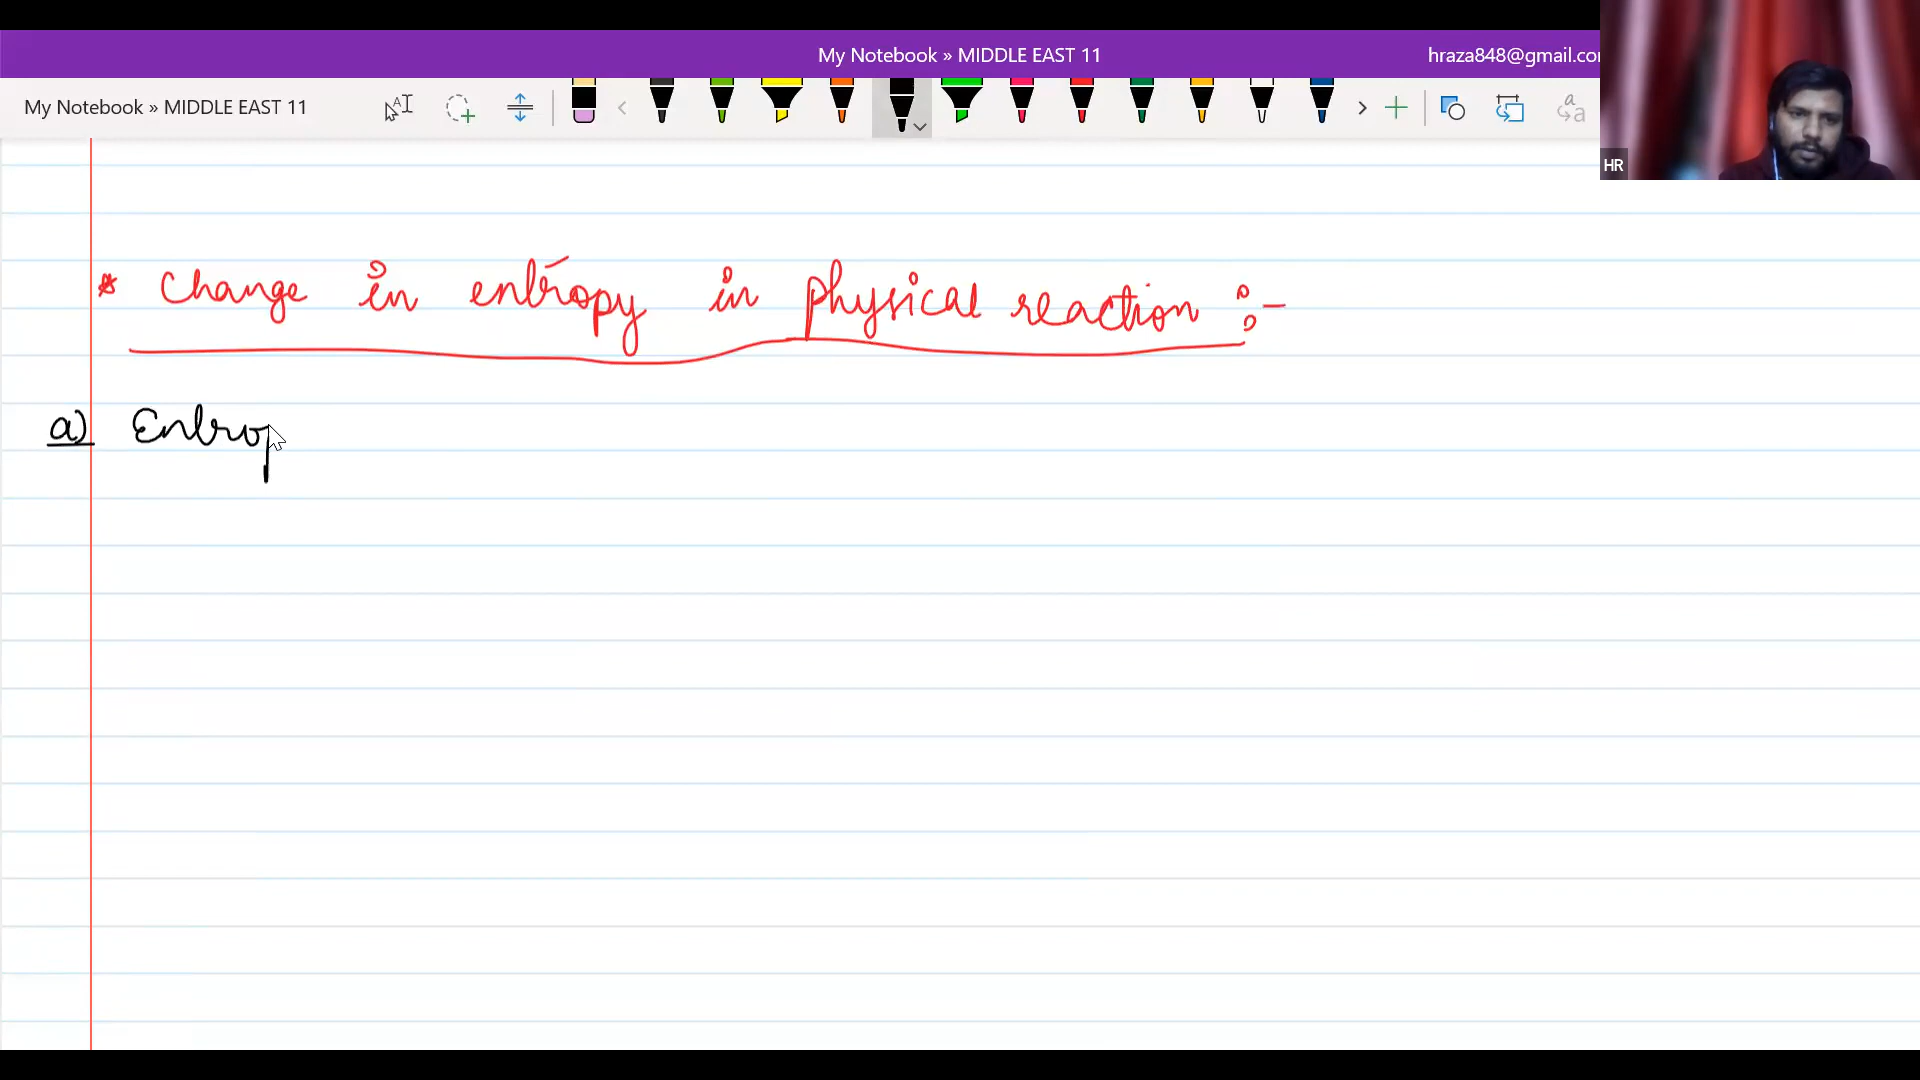 My Notebook » MIDDLE EAST 11
hraza848@gmail.co
My Notebook » MIDDLE EAST 11
HR
* Change in entropy in physical reaction :-
a) Entrop